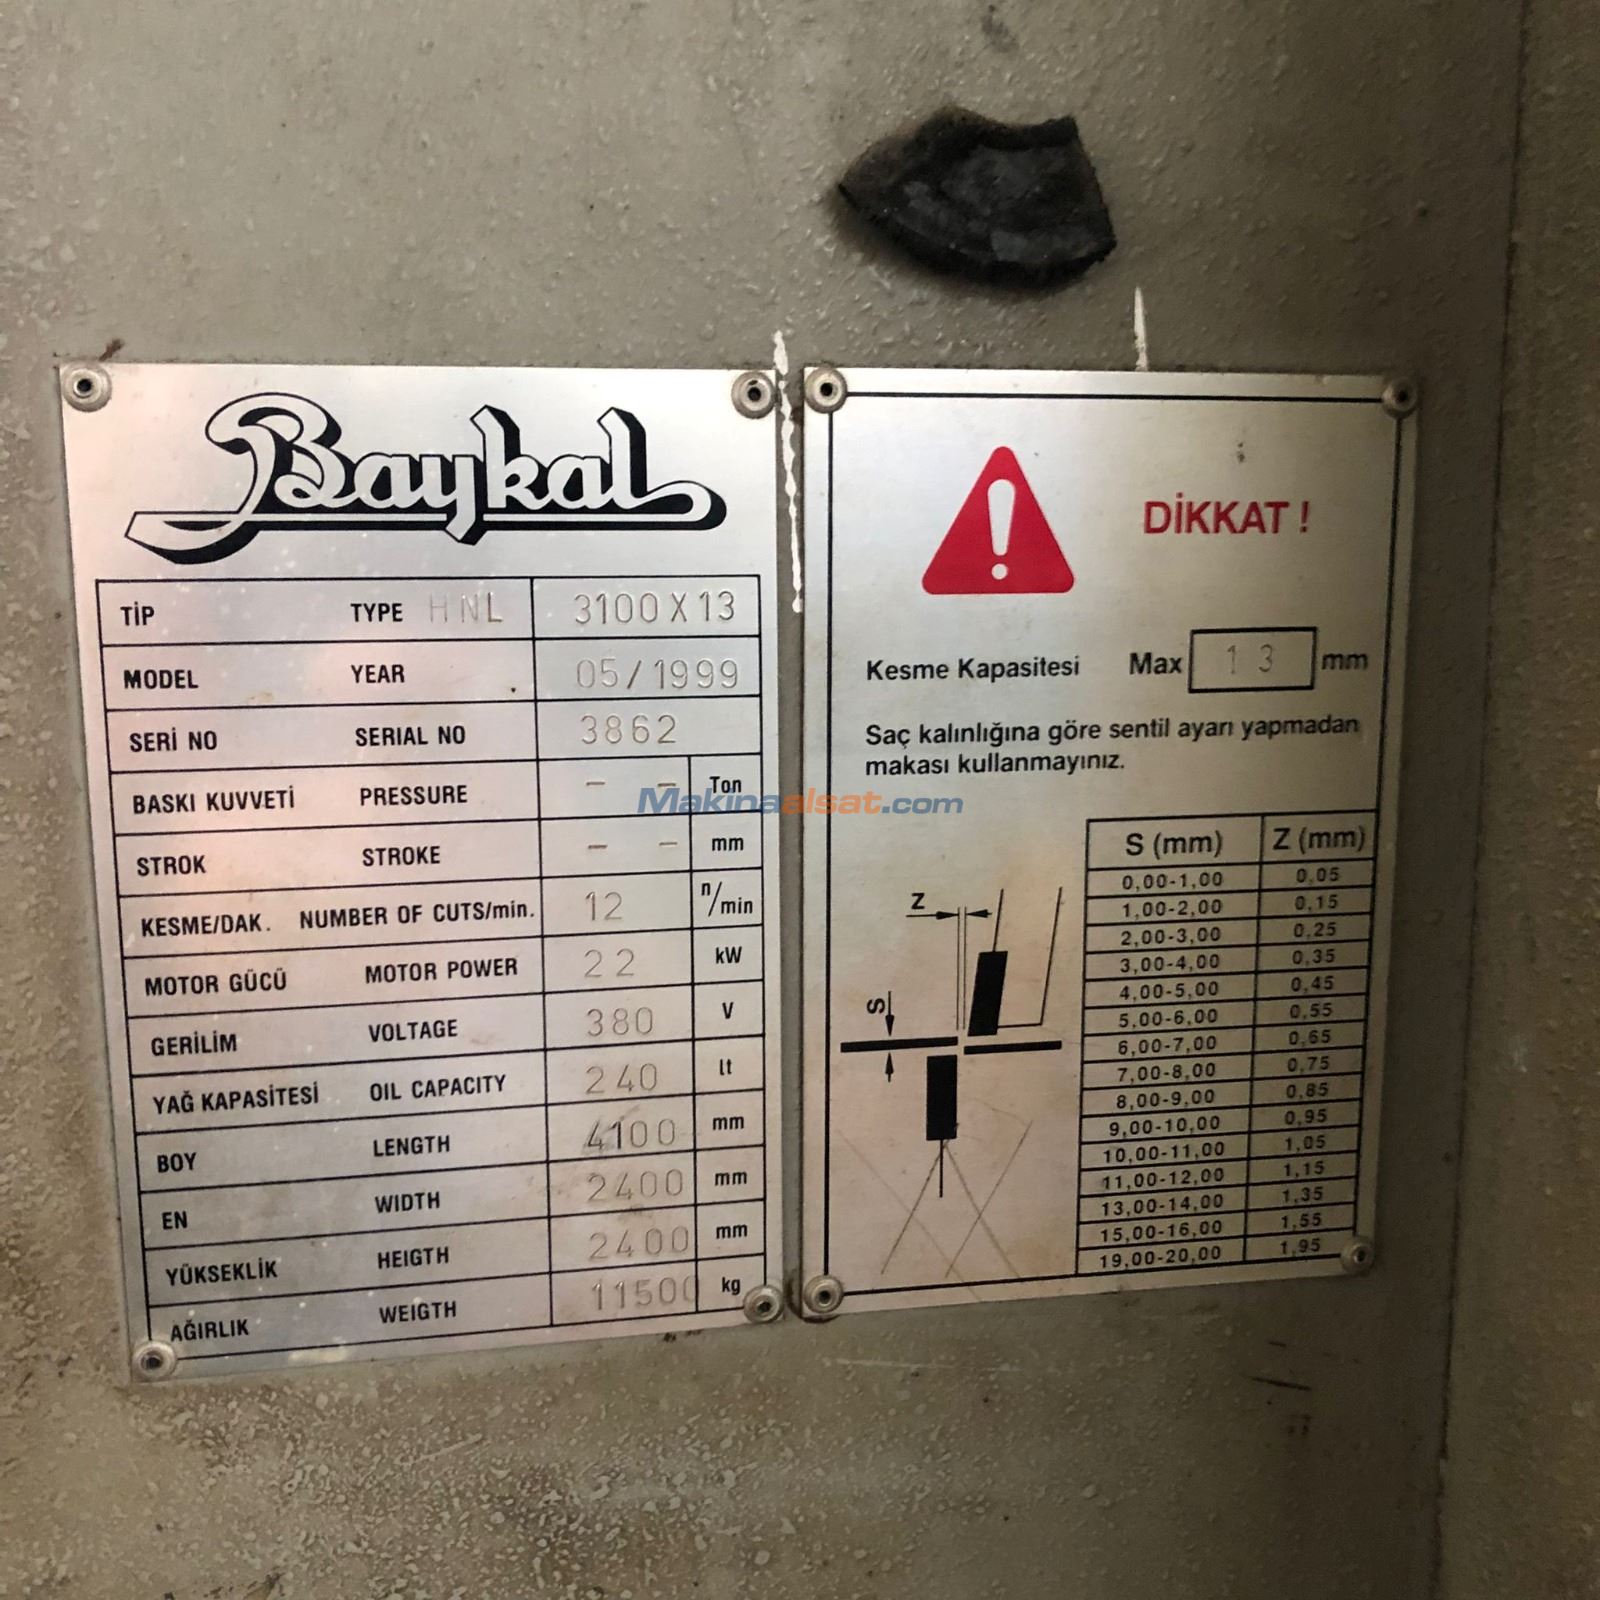 Baykal
TİP TYPE HNL 3100 X 13
MODEL YEAR 05/1999
SERİ NO SERIAL NO 3862
BASKI KUVVETİ PRESSURE – – Ton
STROK STROKE – – mm
KESME/DAK. NUMBER OF CUTS/min. 12 n/min
MOTOR GÜCÜ MOTOR POWER 22 kW
GERİLİM VOLTAGE 380 V
YAĞ KAPASİTESİ OIL CAPACITY 240 lt
BOY LENGTH 4100 mm
EN WIDTH 2400 mm
YÜKSEKLİK HEIGTH 2400 mm
AĞIRLIK WEIGTH 11500 kg
DİKKAT !
Kesme Kapasitesi Max 13 mm
Saç kalınlığına göre sentil ayarı yapmadan
makası kullanmayınız.
Z
S
S (mm) Z (mm)
0,00-1,00 0,05
1,00-2,00 0,15
2,00-3,00 0,25
3,00-4,00 0,35
4,00-5,00 0,45
5,00-6,00 0,55
6,00-7,00 0,65
7,00-8,00 0,75
8,00-9,00 0,85
9,00-10,00 0,95
10,00-11,00 1,05
11,00-12,00 1,15
13,00-14,00 1,35
15,00-16,00 1,55
19,00-20,00 1,95
Makinaalsat.com